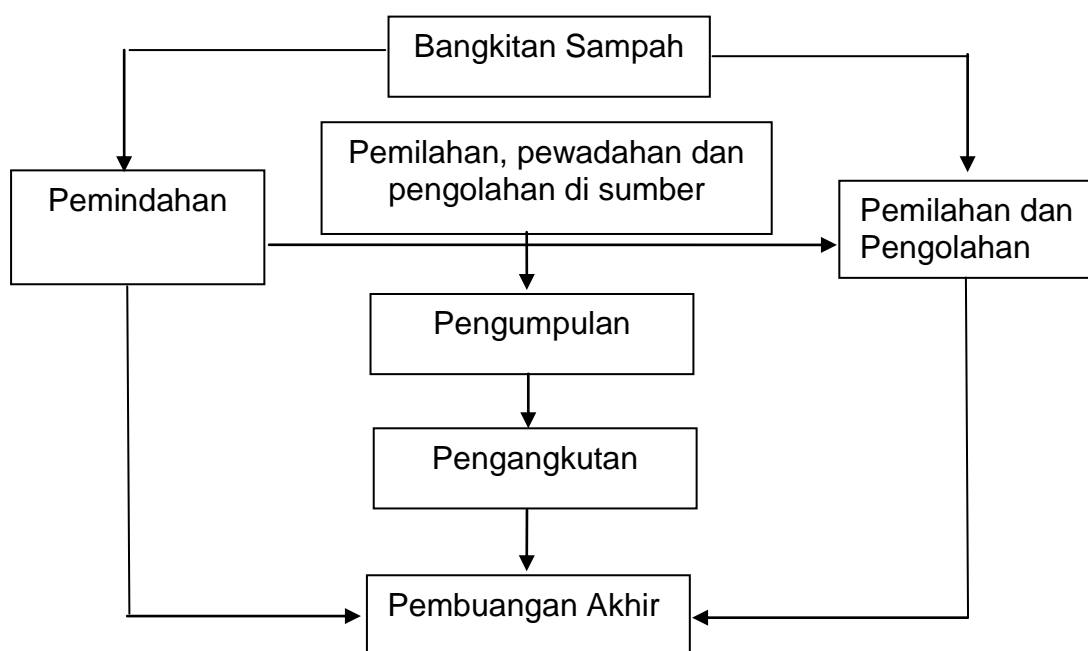 Bangkitan Sampah
Pemilahan, pewadahan dan
pengolahan di sumber
Pemindahan
Pemilahan dan
Pengolahan
Pengumpulan
Pengangkutan
Pembuangan Akhir